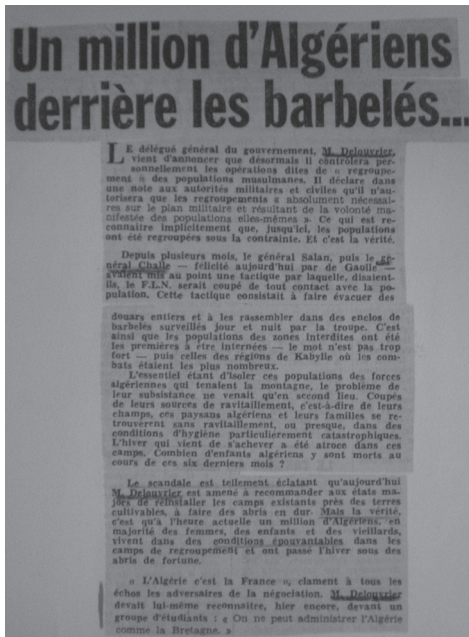 Un million d'Algériens
derrière les barbelés...
LE délégué général du gouvernement, M. Delouvrier,
vient d'annoncer que désormais il contrôlera per-
sonnellement les opérations dites de « regroupe-
ment » des populations musulmanes. Il déclare dans
une note aux autorités militaires et civiles qu'il n'au-
torisera que les regroupements « absolument nécessai-
res sur le plan militaire et résultant de la volonté ma-
nifestée des populations elles-mêmes ». Ce qui est re-
connaître implicitement que, jusqu'ici, les populations
ont été regroupées sous la contrainte. Et c'est la vérité.
Depuis plusieurs mois, le général Salan, puis le gé-
néral Challe — félicité aujourd'hui par de Gaulle —
avaient mis au point une tactique par laquelle, disaient-
ils, le F.L.N. serait coupé de tout contact avec la po-
pulation. Cette tactique consistait à faire évacuer des
douars entiers et à les rassembler dans des enclos de
barbelés surveillés jour et nuit par la troupe. C'est
ainsi que les populations des zones interdites ont été
les premières à être internées — le mot n'est pas trop
fort — puis celles des régions de Kabylie où les com-
bats étaient les plus nombreux.
L'essentiel étant d'isoler ces populations des forces
algériennes qui tenaient la montagne, le problème de
leur subsistance ne venait qu'en second lieu. Coupés
de leurs sources de ravitaillement, c'est-à-dire de leurs
champs, ces paysans algériens et leurs familles se re-
trouvèrent sans ravitaillement, ou presque, dans des
conditions d'hygiène particulièrement catastrophiques.
L'hiver qui vient de s'achever a été atroce dans ces
camps. Combien d'enfants algériens y sont morts au
cours de ces six derniers mois ?
Le scandale est tellement éclatant qu'aujourd'hui
M. Delouvrier est amené à recommander aux états ma-
jors de réinstaller les camps existants près des terres
cultivables, à faire des abris en dur. Mais la vérité,
c'est qu'à l'heure actuelle un million d'Algériens, en
majorité des femmes, des enfants et des vieillards,
vivent dans des conditions épouvantables dans les
camps de regroupement et ont passé l'hiver sous des
abris de fortune.
« L'Algérie c'est la France », clament à tous les
échos les adversaires de la négociation. M. Delouvrier
devait lui-même reconnaître, hier encore, devant un
groupe d'étudiants : « On ne peut administrer l'Algérie
comme la Bretagne. »